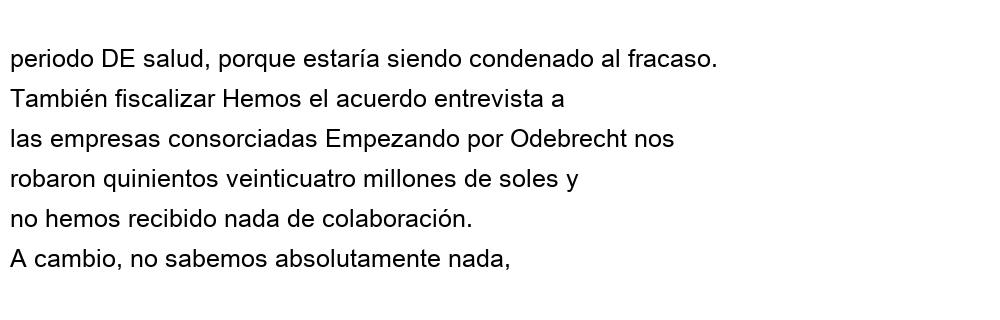 periodo DE salud, porque estaría siendo condenado al fracaso.
También fiscalizar Hemos el acuerdo entrevista a
las empresas consorciadas Empezando por Odebrecht nos
robaron quinientos veinticuatro millones de soles y
no hemos recibido nada de colaboración.
A cambio, no sabemos absolutamente nada,